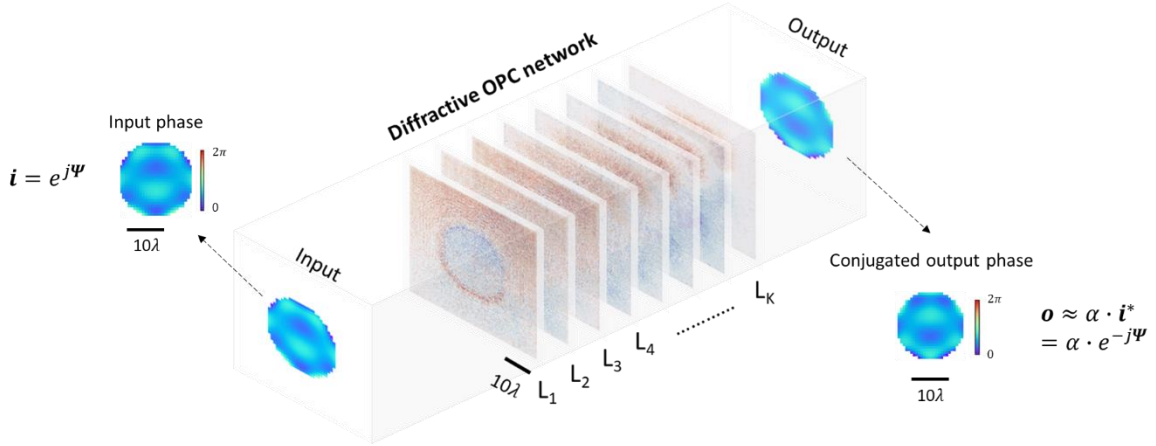 Diffractive OPC network
Input phase
𝒊 = e^{j𝜳}
2π
0
10λ
Input
10λ
L₁
L₂
L₃
L₄
........
L_K
Output
Conjugated output phase
2π
0
10λ
𝒐 ≈ α · 𝒊*
= α · e^{−j𝜳}